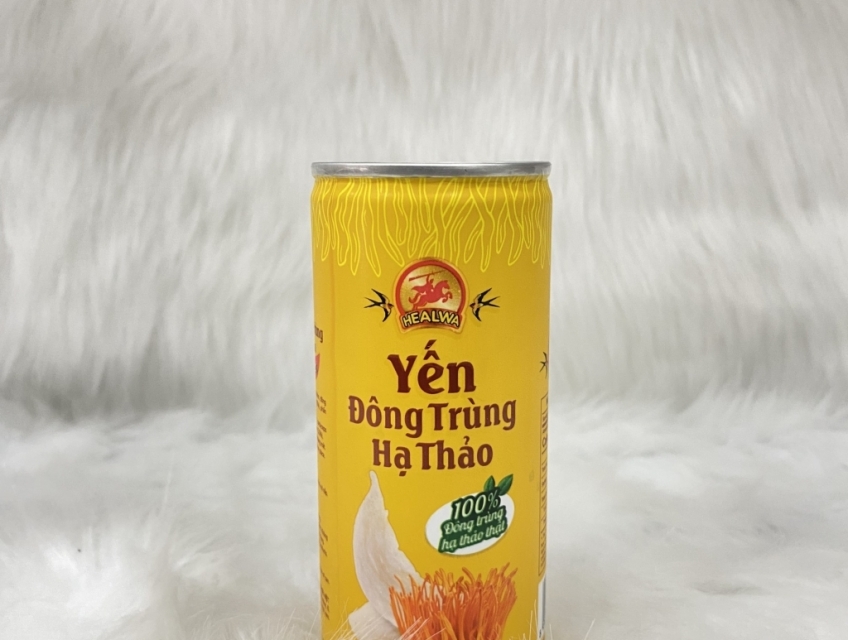 HEALWA
Yến
Đông Trùng
Hạ Thảo
100%
Đông trùng
hạ thảo thật